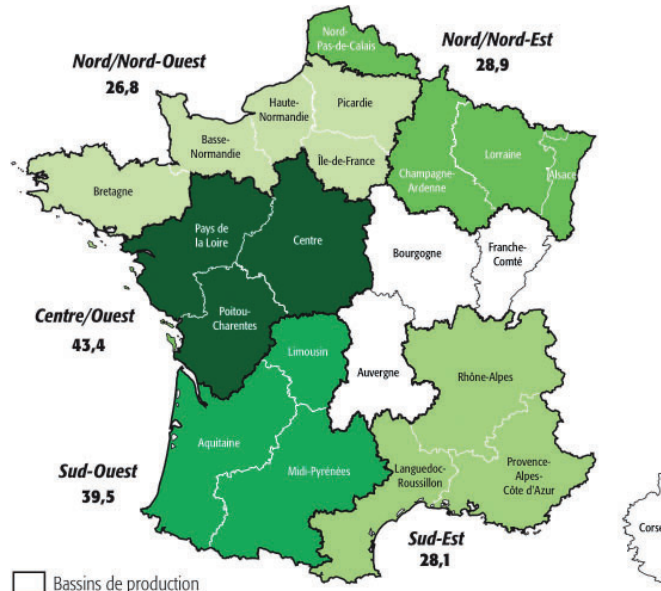 Nord-
Pas-de-Calais
Nord/Nord-Est
28,9
Nord/Nord-Ouest
26,8
Haute-
Normandie
Picardie
Basse-
Normandie
Île-de-France
Champagne-
Ardenne
Lorraine
Alsace
Bretagne
Pays de
la Loire
Centre
Bourgogne
Franche-
Comté
Centre/Ouest
43,4
Poitou-
Charentes
Limousin
Auvergne
Rhône-Alpes
Aquitaine
Midi-Pyrénées
Languedoc-
Roussillon
Provence-
Alpes-
Côte d'Azur
Sud-Ouest
39,5
Sud-Est
28,1
Corse
Bassins de production